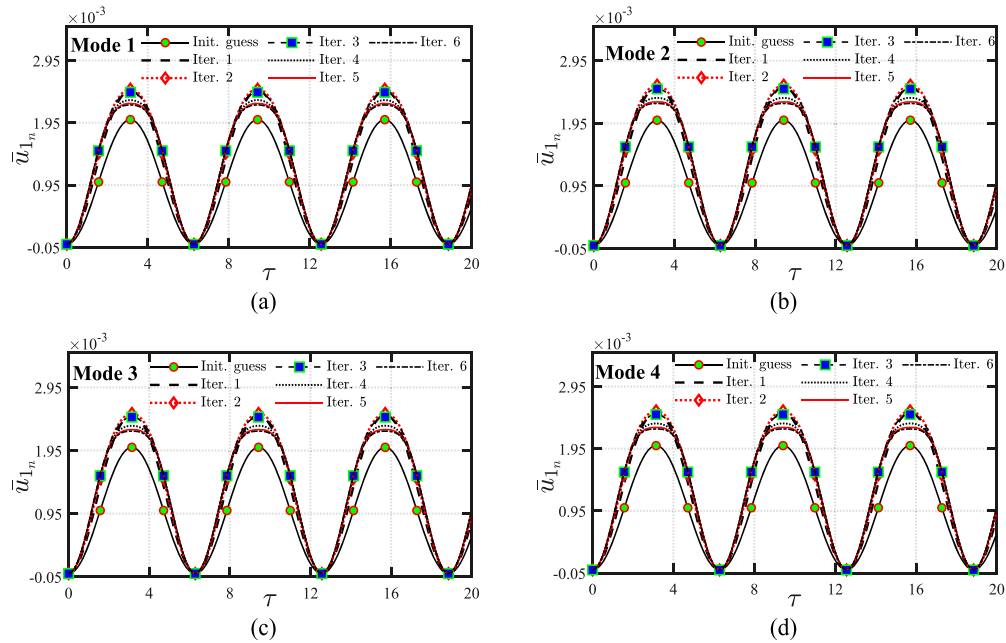 ×10⁻³ ×10⁻³
Mode 1 Init. guess Iter. 3 Iter. 6 Mode 2 Init. guess Iter. 3 Iter. 6
Iter. 1 Iter. 4 Iter. 1 Iter. 4
Iter. 2 Iter. 5 Iter. 2 Iter. 5
2.95 2.95
1.95 1.95
ū₁ₙ ū₁ₙ
0.95 0.95
-0.05 -0.05
0 4 8 12 16 20 0 4 8 12 16 20
τ τ
(a) (b)
×10⁻³ ×10⁻³
Mode 3 Init. guess Iter. 3 Iter. 6 Mode 4 Init. guess Iter. 3 Iter. 6
Iter. 1 Iter. 4 Iter. 1 Iter. 4
Iter. 2 Iter. 5 Iter. 2 Iter. 5
2.95 2.95
1.95 1.95
ū₁ₙ ū₁ₙ
0.95 0.95
-0.05 -0.05
0 4 8 12 16 20 0 4 8 12 16 20
τ τ
(c) (d)